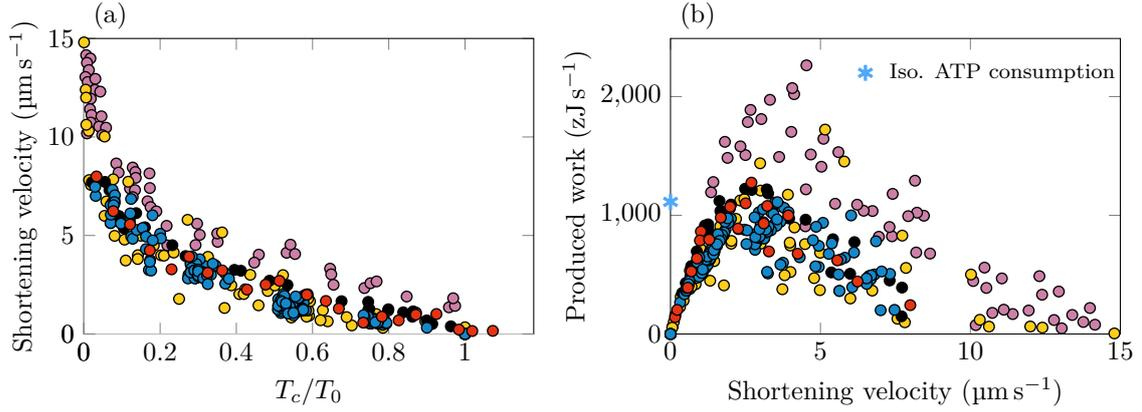 (a)
Shortening velocity (µm s⁻¹)
15
10
5
0
0 0.2 0.4 0.6 0.8 1
T_c/T_0
(b)
Produced work (zJ s⁻¹)
2,000
1,000
0
Iso. ATP consumption
0 5 10 15
Shortening velocity (µm s⁻¹)